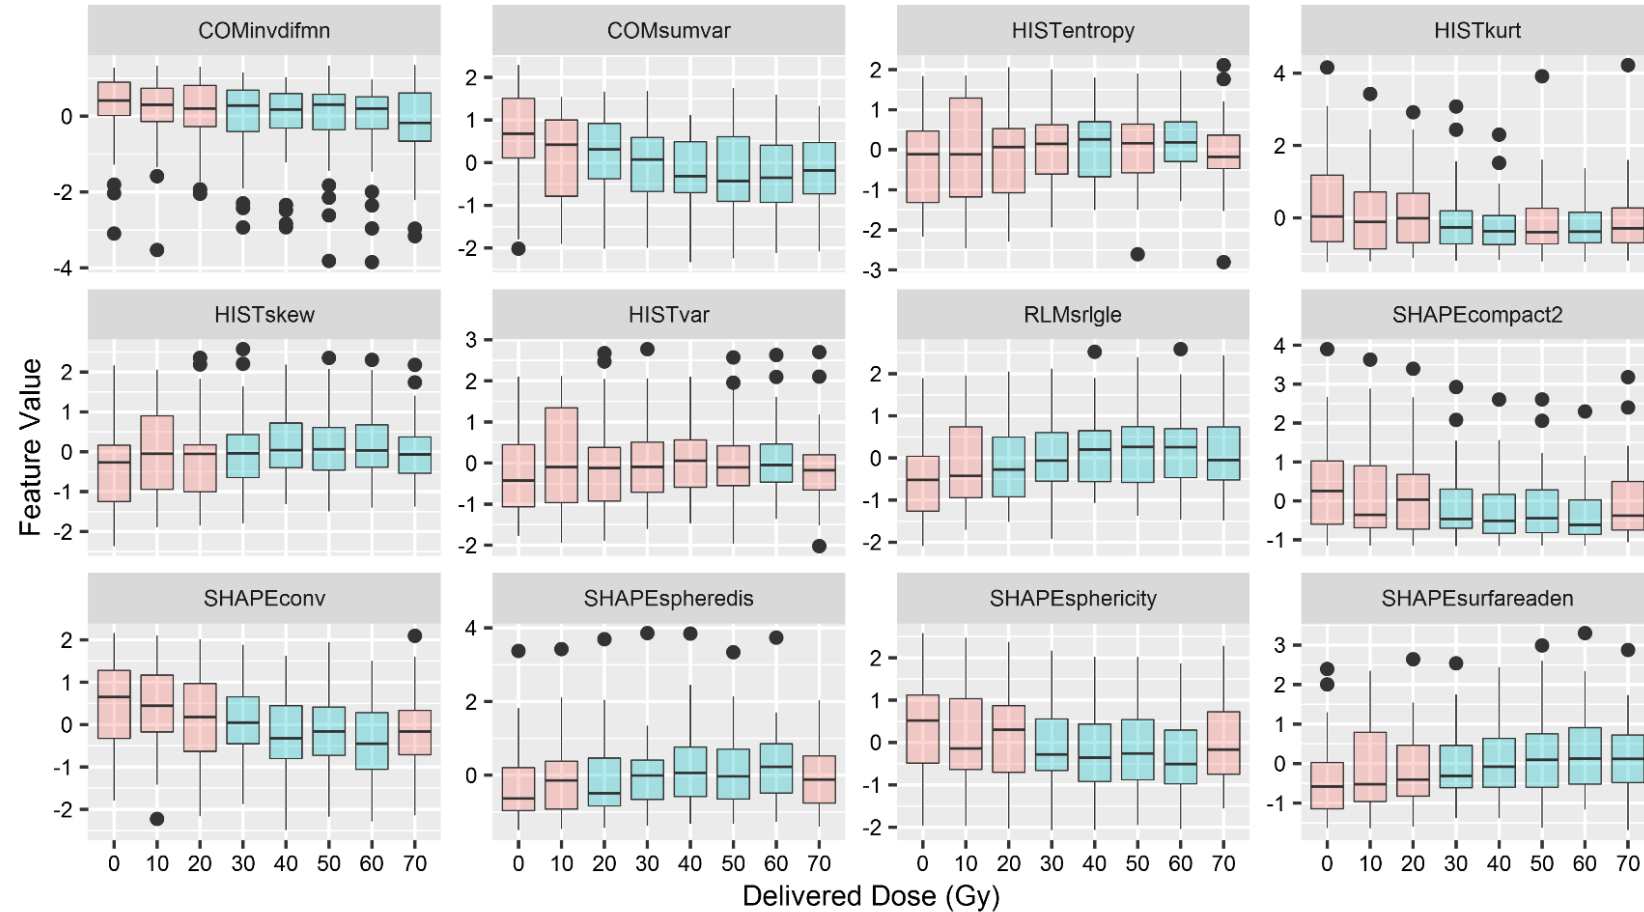 COMinvdifmn COMsumvar HISTentropy HISTkurt
0 -2 -4
2 1 0 -1 -2
2 1 0 -1 -2 -3
4 2 0
HISTskew HISTvar RLMsrlgle SHAPEcompact2
2 1 0 -1 -2
3 2 1 0 -1 -2
2 1 0 -1 -2
4 3 2 1 0 -1
SHAPEconv SHAPEspheredis SHAPEsphericity SHAPEsurfareaden
2 1 0 -1 -2
4 2 0
2 1 0 -1 -2
3 2 1 0 -1
Feature Value
0 10 20 30 40 50 60 70 0 10 20 30 40 50 60 70 0 10 20 30 40 50 60 70 0 10 20 30 40 50 60 70
Delivered Dose (Gy)